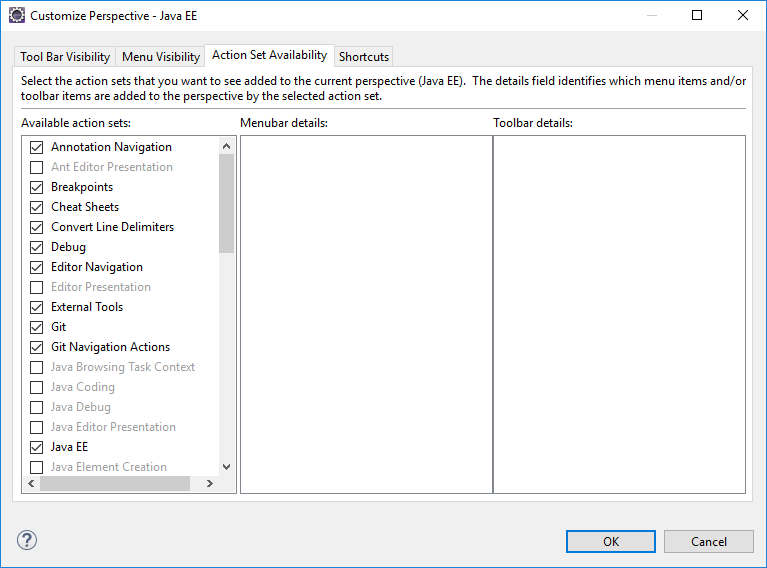 Customize Perspective - Java EE
Tool Bar Visibility
Menu Visibility
Action Set Availability
Shortcuts
Select the action sets that you want to see added to the current perspective (Java EE).  The details field identifies which menu items and/or
toolbar items are added to the perspective by the selected action set.
Available action sets:
Menubar details:
Toolbar details:
Annotation Navigation
Ant Editor Presentation
Breakpoints
Cheat Sheets
Convert Line Delimiters
Debug
Editor Navigation
Editor Presentation
External Tools
Git
Git Navigation Actions
Java Browsing Task Context
Java Coding
Java Debug
Java Editor Presentation
Java EE
Java Element Creation
?
OK
Cancel